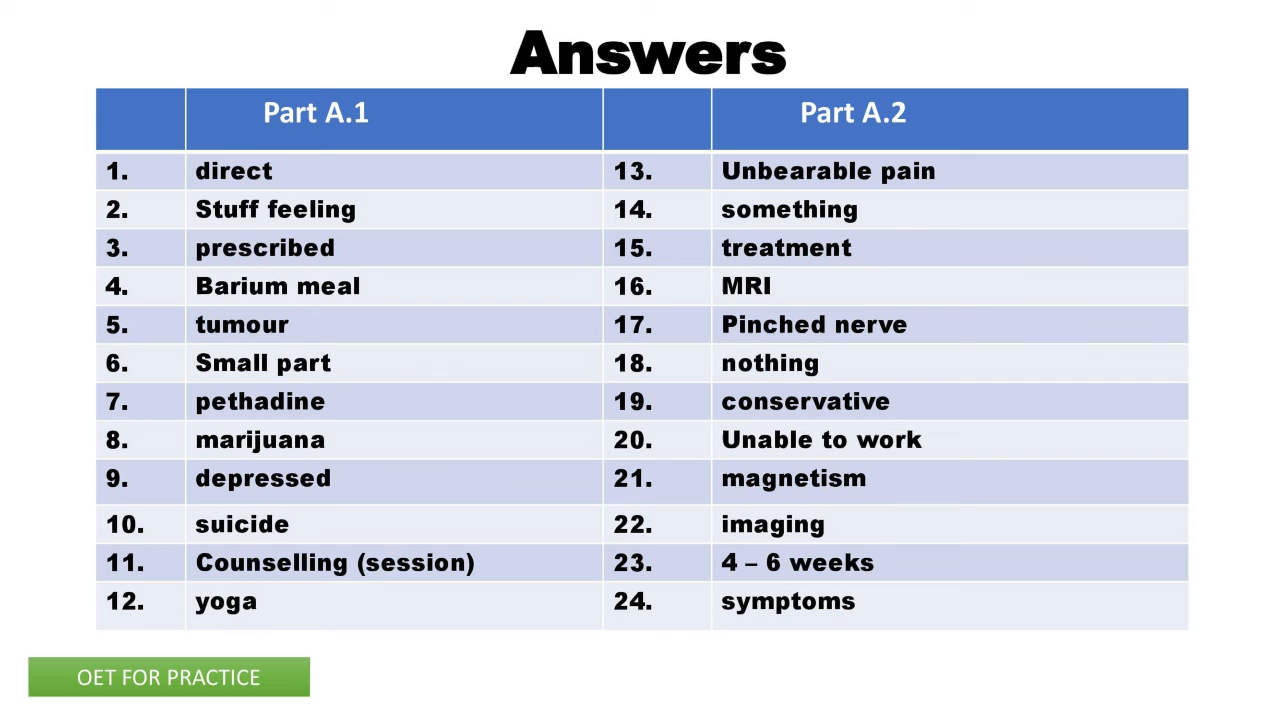 Answers
Part A.1 Part A.2
1. direct 13. Unbearable pain
2. Stuff feeling 14. something
3. prescribed 15. treatment
4. Barium meal 16. MRI
5. tumour 17. Pinched nerve
6. Small part 18. nothing
7. pethadine 19. conservative
8. marijuana 20. Unable to work
9. depressed 21. magnetism
10. suicide 22. imaging
11. Counselling (session) 23. 4 – 6 weeks
12. yoga 24. symptoms
OET FOR PRACTICE